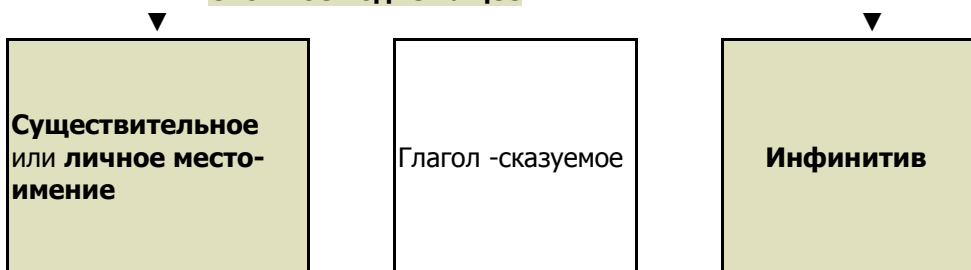 Существительное
или личное место-
имение
Глагол -сказуемое
Инфинитив